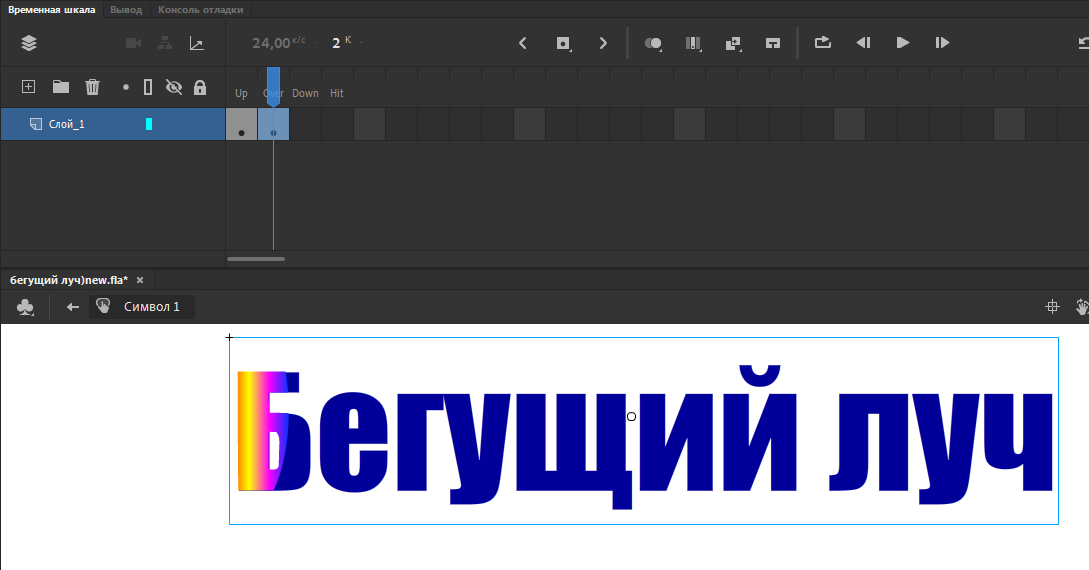 Временная шкала Вывод Консоль отладки
24,00 к/с 2 К
Up Over Down Hit
Слой_1
бегущий луч)new.fla*
Символ 1
Бегущий луч